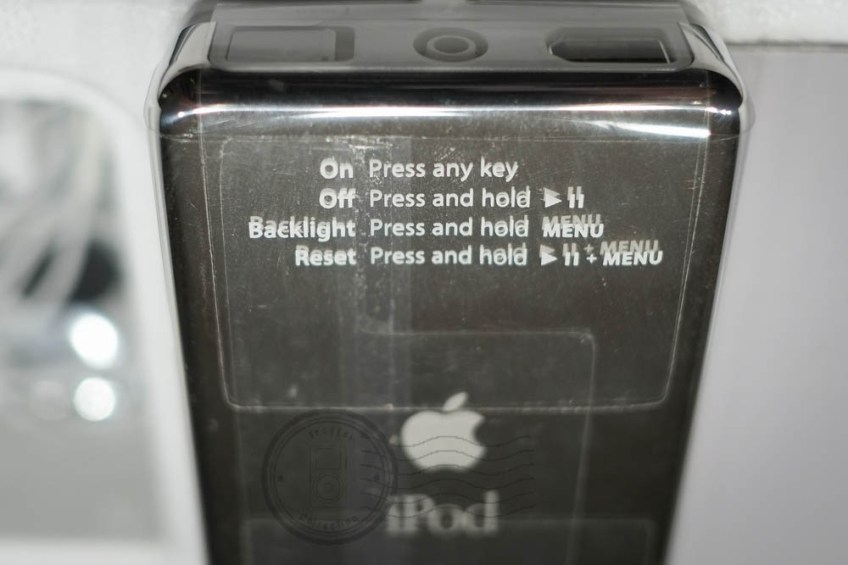 On Press any key
Off Press and hold ▶II
Backlight Press and hold MENU
Reset Press and hold ▶II + MENU
iPod